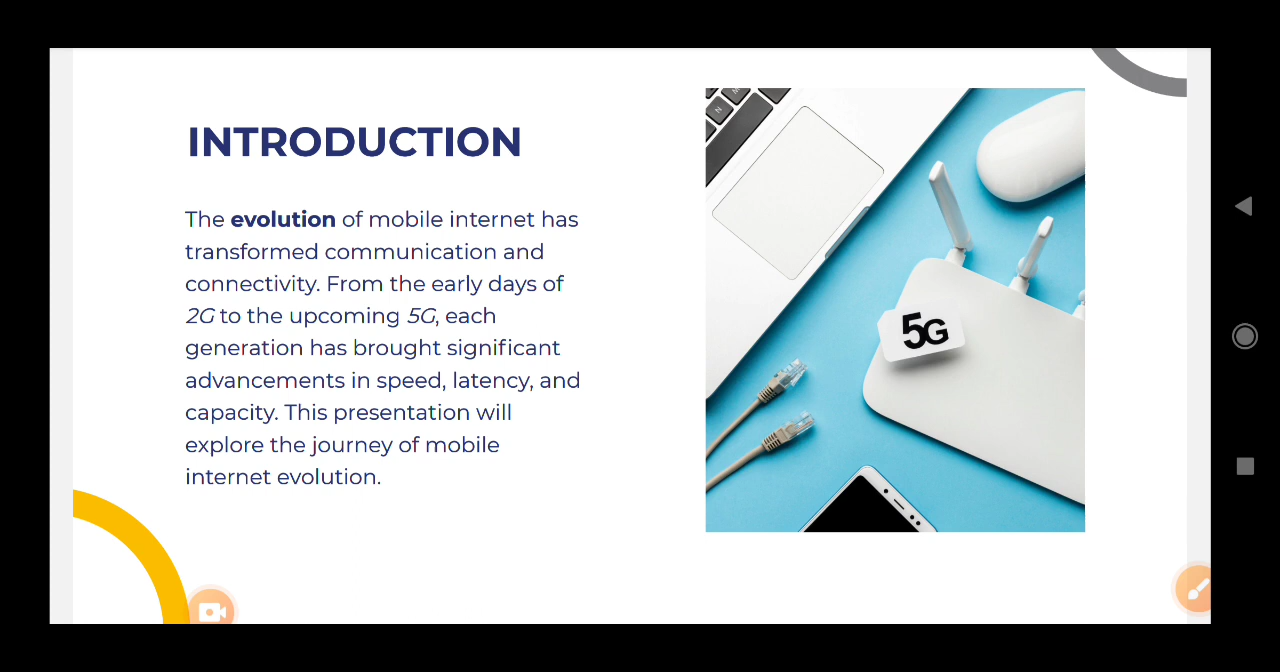 INTRODUCTION
The evolution of mobile internet has
transformed communication and
connectivity. From the early days of
2G to the upcoming 5G, each
generation has brought significant
advancements in speed, latency, and
capacity. This presentation will
explore the journey of mobile
internet evolution.
5G